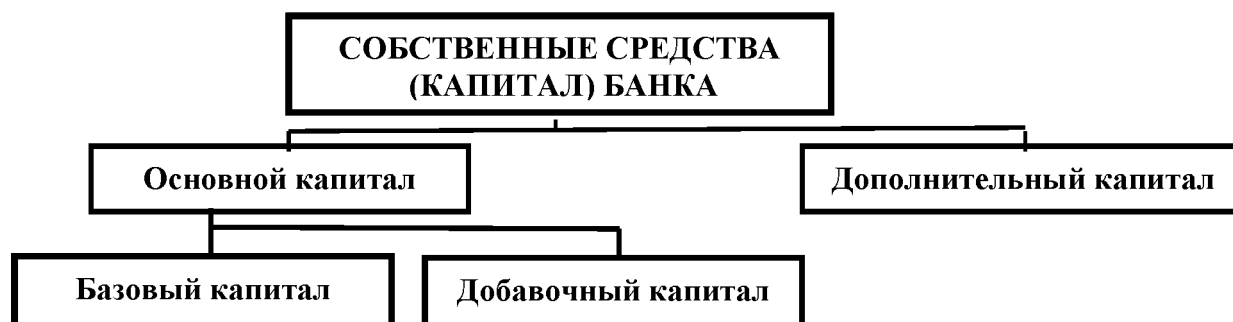 СОБСТВЕННЫЕ СРЕДСТВА
(КАПИТАЛ) БАНКА
Основной капитал
Дополнительный капитал
Базовый капитал
Добавочный капитал